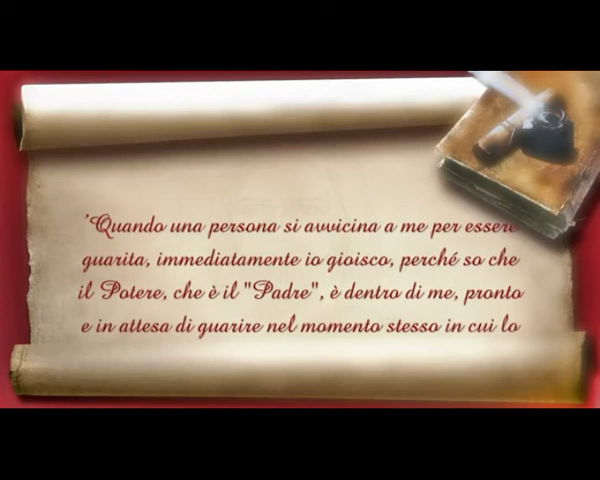 'Quando una persona si avvicina a me per essere
guarita, immediatamente io gioisco, perché so che
il Potere, che è il "Padre", è dentro di me, pronto
e in attesa di guarire nel momento stesso in cui lo